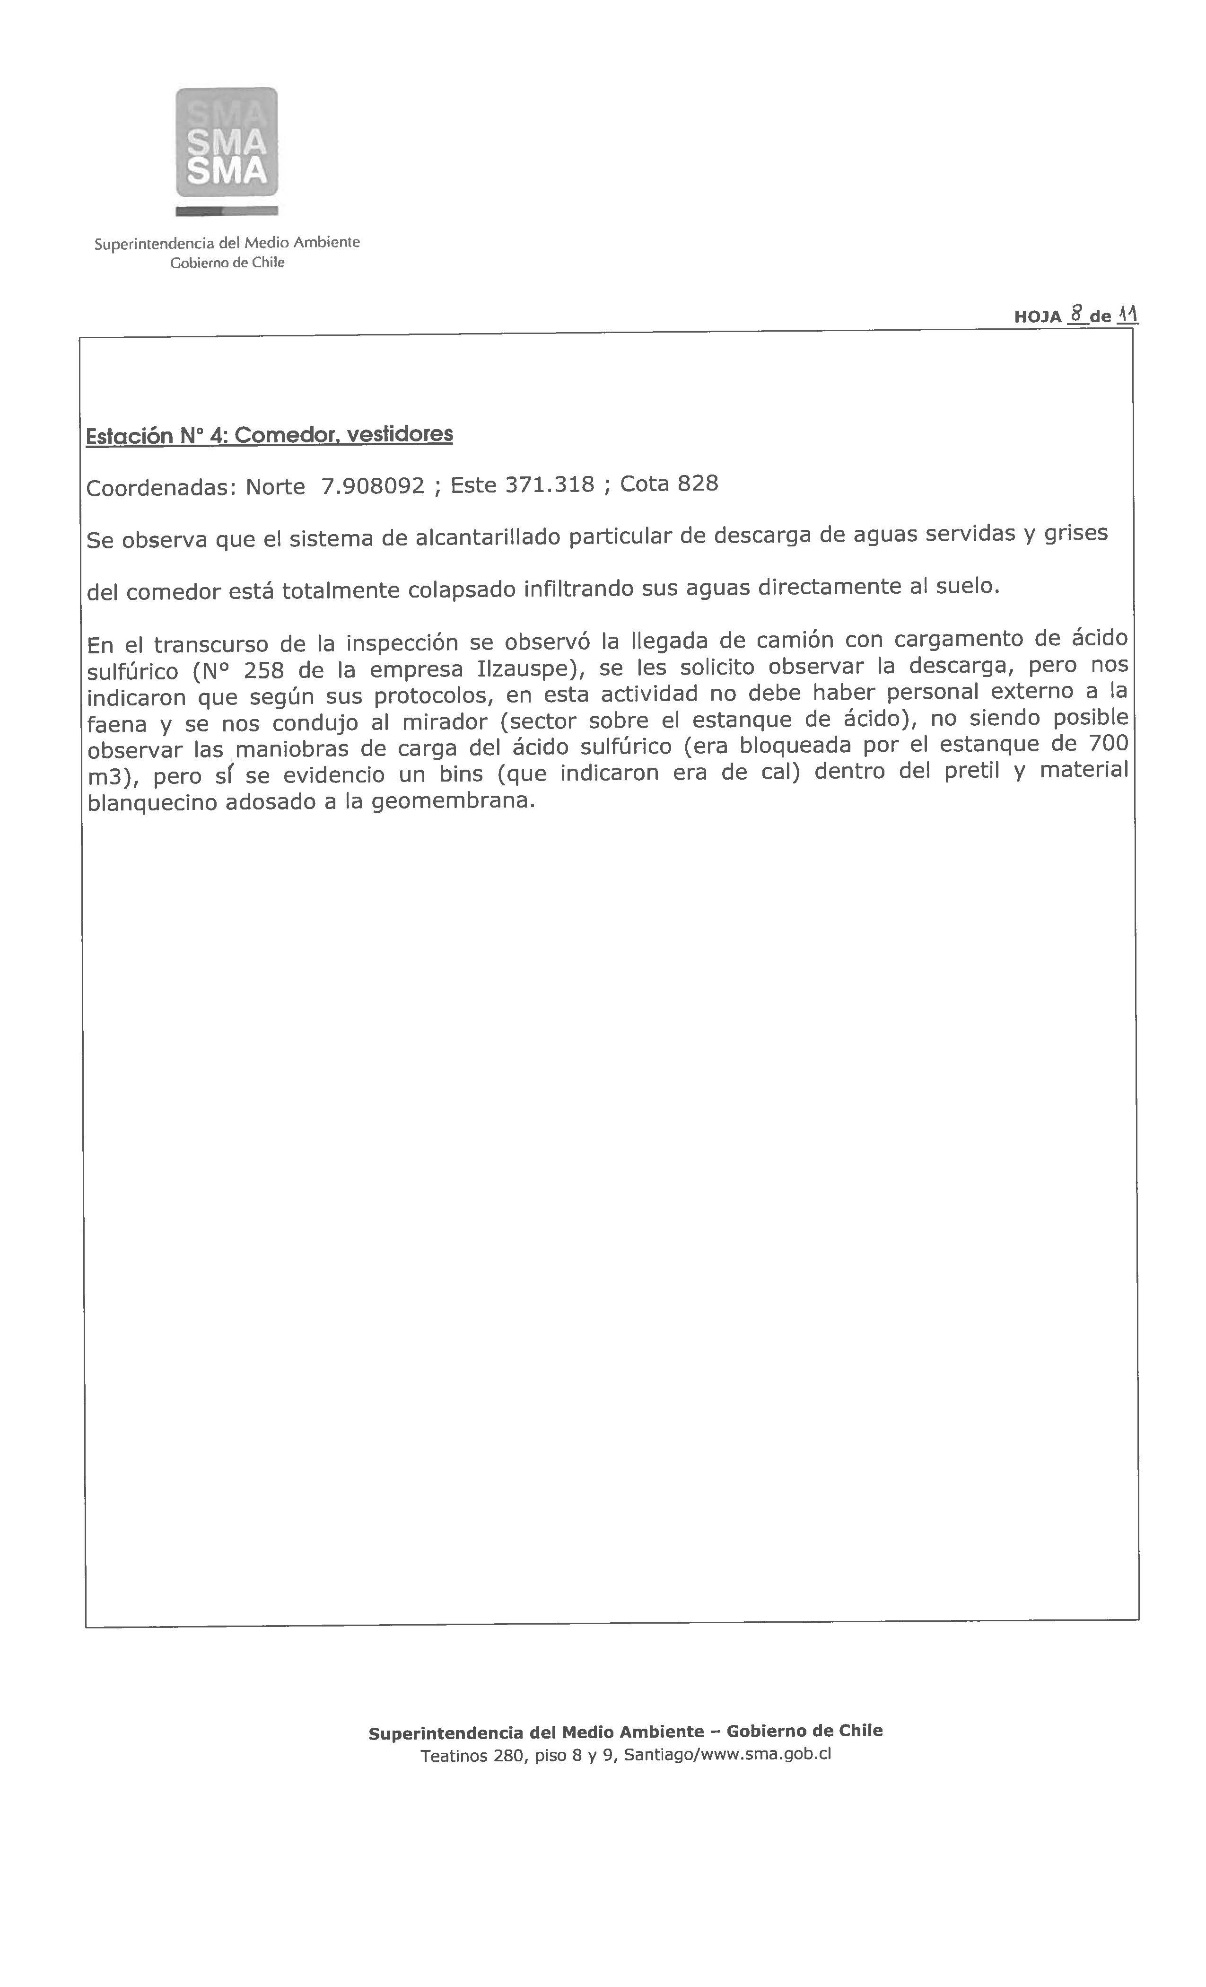 SMA
SMA
SMA
Superintendencia del Medio Ambiente
Gobierno de Chile
HOJA 8 de 11
Estación N° 4: Comedor, vestidores
Coordenadas: Norte 7.908092 ; Este 371.318 ; Cota 828
Se observa que el sistema de alcantarillado particular de descarga de aguas servidas y grises
del comedor está totalmente colapsado infiltrando sus aguas directamente al suelo.
En el transcurso de la inspección se observó la llegada de camión con cargamento de ácido
sulfúrico (N° 258 de la empresa Ilzauspe), se les solicito observar la descarga, pero nos
indicaron que según sus protocolos, en esta actividad no debe haber personal externo a la
faena y se nos condujo al mirador (sector sobre el estanque de ácido), no siendo posible
observar las maniobras de carga del ácido sulfúrico (era bloqueada por el estanque de 700
m3), pero sí se evidencio un bins (que indicaron era de cal) dentro del pretil y material
blanquecino adosado a la geomembrana.
Superintendencia del Medio Ambiente – Gobierno de Chile
Teatinos 280, piso 8 y 9, Santiago/www.sma.gob.cl